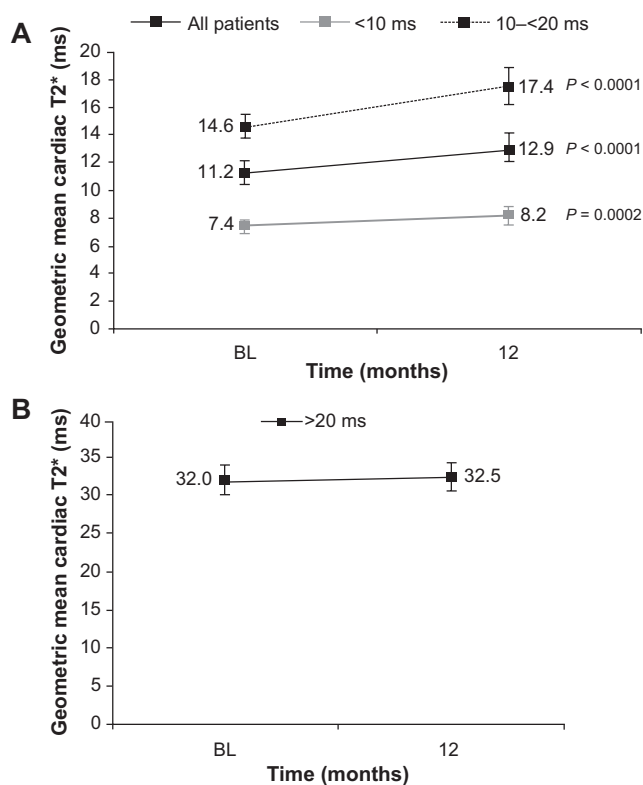 A
All patients <10 ms 10–<20 ms
Geometric mean cardiac T2* (ms)
20
18
16
14
12
10
8
6
4
2
0
14.6
17.4 P < 0.0001
11.2
12.9 P < 0.0001
7.4
8.2 P = 0.0002
BL 12
Time (months)
B
>20 ms
Geometric mean cardiac T2* (ms)
40
35
30
25
20
15
10
5
0
32.0
32.5
BL 12
Time (months)